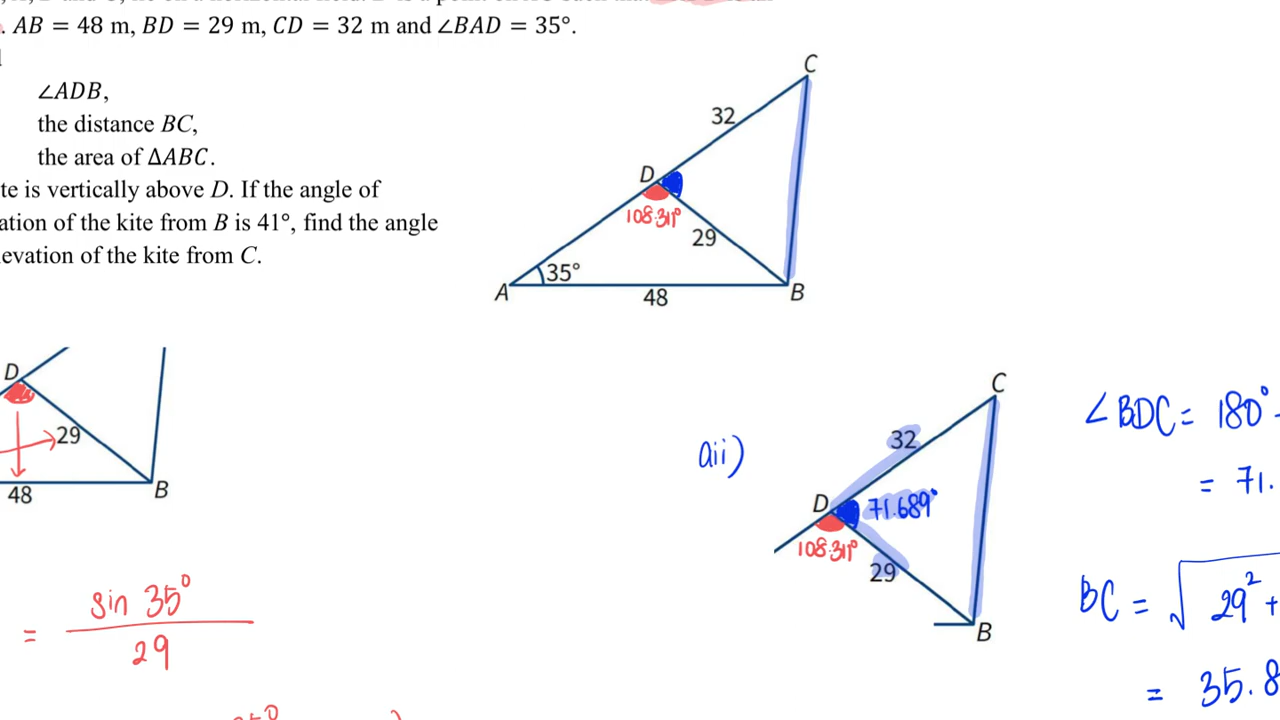 . AB = 48 m, BD = 29 m, CD = 32 m and ∠BAD = 35°.
∠ADB,
the distance BC,
the area of ΔABC.
te is vertically above D. If the angle of
ation of the kite from B is 41°, find the angle
evation of the kite from C.
C
32
D
108.31°
29
35°
A
48
B
D
29
48
B
sin 35°
=
29
aii)
C
32
D
71.689°
108.31°
29
B
∠BDC = 180°
= 71.
BC = √ 29² +
= 35.8